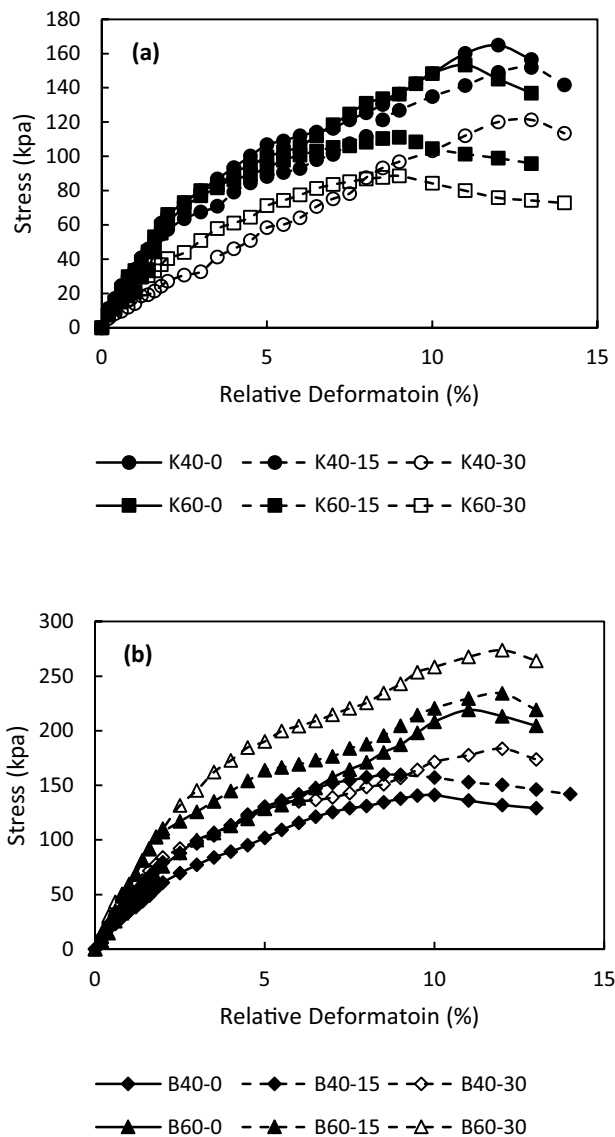 180
(a)
160
140
120
100
80
60
40
20
0
Stress (kpa)
0 5 10 15
Relative Deformatoin (%)
K40-0 K40-15 K40-30
K60-0 K60-15 K60-30
300
(b)
250
200
150
100
50
0
Stress (kpa)
0 5 10 15
Relative Deformatoin (%)
B40-0 B40-15 B40-30
B60-0 B60-15 B60-30